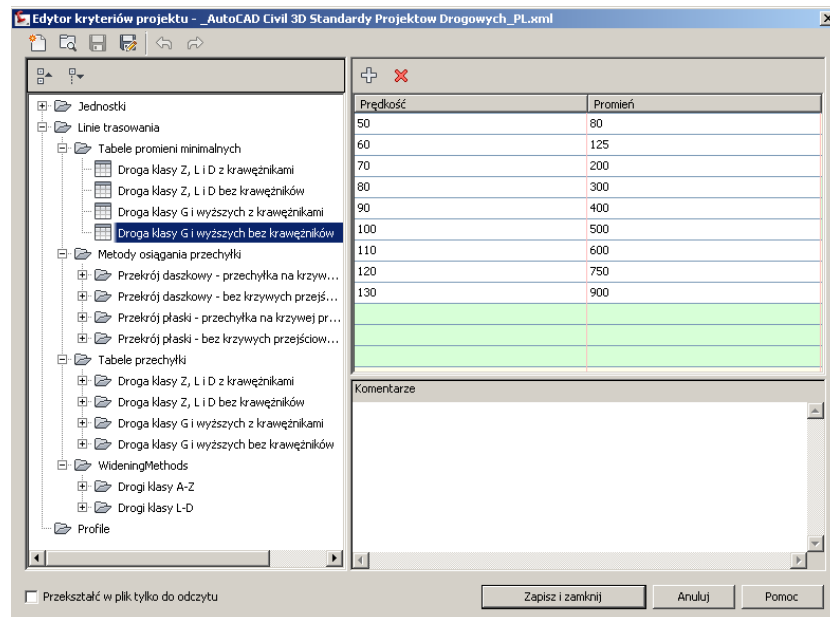 Edytor kryteriów projektu - _AutoCAD Civil 3D Standardy Projektow Drogowych_PL.xml
Jednostki
Linie trasowania
Tabele promieni minimalnych
Droga klasy Z, L i D z krawężnikami
Droga klasy Z, L i D bez krawężników
Droga klasy G i wyższych z krawężnikami
Droga klasy G i wyższych bez krawężników
Metody osiągania przechyłki
Przekrój daszkowy - przechyłka na krzyw...
Przekrój daszkowy - bez krzywych przejś...
Przekrój płaski - przechyłka na krzywej pr...
Przekrój płaski - bez krzywych przejściow...
Tabele przechyłki
Droga klasy Z, L i D z krawężnikami
Droga klasy Z, L i D bez krawężników
Droga klasy G i wyższych z krawężnikami
Droga klasy G i wyższych bez krawężników
WideningMethods
Drogi klasy A-Z
Drogi klasy L-D
Profile
Prędkość Promień
50 80
60 125
70 200
80 300
90 400
100 500
110 600
120 750
130 900
Komentarze
Przekształć w plik tylko do odczytu
Zapisz i zamknij Anuluj Pomoc